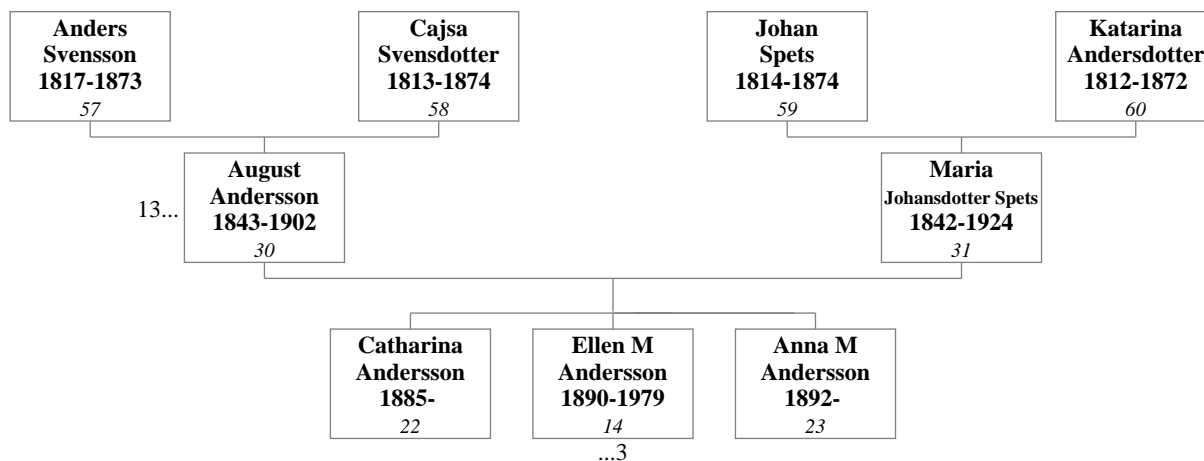 Anders
Svensson
1817-1873
57
Cajsa
Svensdotter
1813-1874
58
Johan
Spets
1814-1874
59
Katarina
Andersdotter
1812-1872
60
13...
August
Andersson
1843-1902
30
Maria
Johansdotter Spets
1842-1924
31
Catharina
Andersson
1885-
22
Ellen M
Andersson
1890-1979
14
...3
Anna M
Andersson
1892-
23